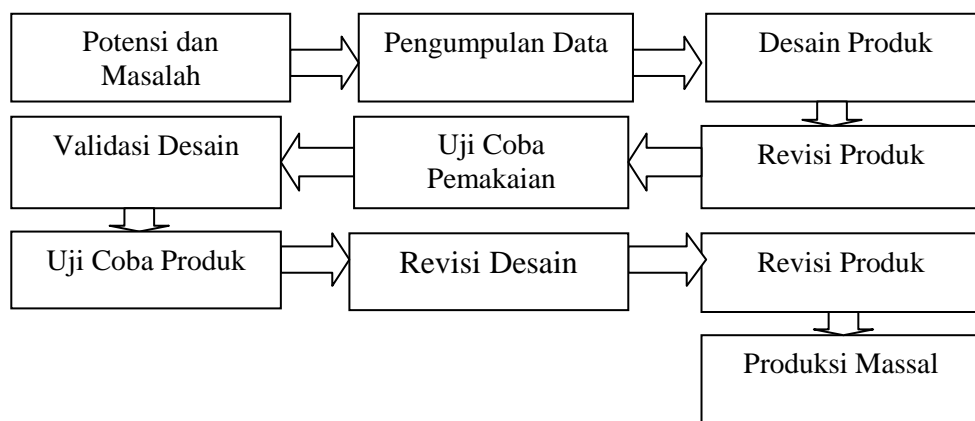 Potensi dan
Masalah
Pengumpulan Data
Desain Produk
Validasi Desain
Uji Coba
Pemakaian
Revisi Produk
Uji Coba Produk
Revisi Desain
Revisi Produk
Produksi Massal